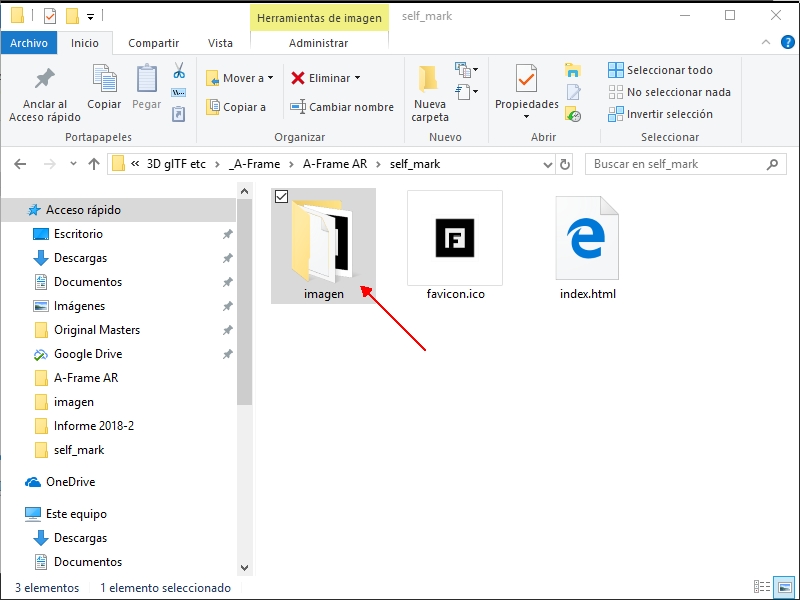 Herramientas de imagen self_mark
Archivo Inicio Compartir Vista Administrar
Anclar al
Acceso rápido
Copiar
Pegar
Mover a
Copiar a
Eliminar
Cambiar nombre
Nueva
carpeta
Propiedades
Seleccionar todo
No seleccionar nada
Invertir selección
Portapapeles Organizar Nuevo Abrir Seleccionar
« 3D glTF etc > _A-Frame > A-Frame AR > self_mark
Buscar en self_mark
Acceso rápido
Escritorio
Descargas
Documentos
Imágenes
Original Masters
Google Drive
A-Frame AR
imagen
Informe 2018-2
self_mark
OneDrive
Este equipo
Descargas
Documentos
imagen
F
favicon.ico
index.html
3 elementos 1 elemento seleccionado